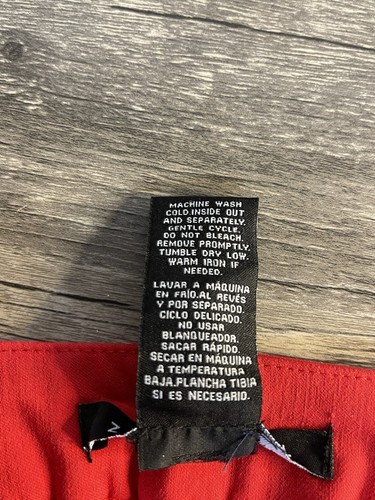 MACHINE WASH
COLD.INSIDE OUT
AND SEPARATELY.
GENTLE CYCLE.
DO NOT BLEACH.
REMOVE PROMPTLY.
TUMBLE DRY LOW.
WARM IRON IF
NEEDED.
LAVAR A MÁQUINA
EN FRÍO.AL REVÉS
Y POR SEPARADO.
CICLO DELICADO.
NO USAR
BLANQUEADOR.
SACAR RÁPIDO.
SECAR EN MÁQUINA
A TEMPERATURA
BAJA.PLANCHA TIBIA
SI ES NECESARIO.